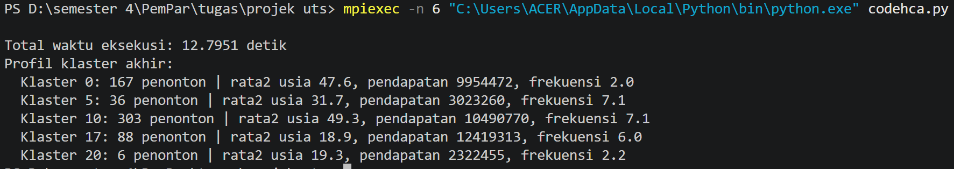 PS D:\semester 4\PemPar\tugas\projek uts> mpiexec -n 6 "C:\Users\ACER\AppData\Local\Python\bin\python.exe" codehca.py
Total waktu eksekusi: 12.7951 detik
Profil klaster akhir:
  Klaster 0: 167 penonton | rata2 usia 47.6, pendapatan 9954472, frekuensi 2.0
  Klaster 5: 36 penonton | rata2 usia 31.7, pendapatan 3023260, frekuensi 7.1
  Klaster 10: 303 penonton | rata2 usia 49.3, pendapatan 10490770, frekuensi 7.1
  Klaster 17: 88 penonton | rata2 usia 18.9, pendapatan 12419313, frekuensi 6.0
  Klaster 20: 6 penonton | rata2 usia 19.3, pendapatan 2322455, frekuensi 2.2